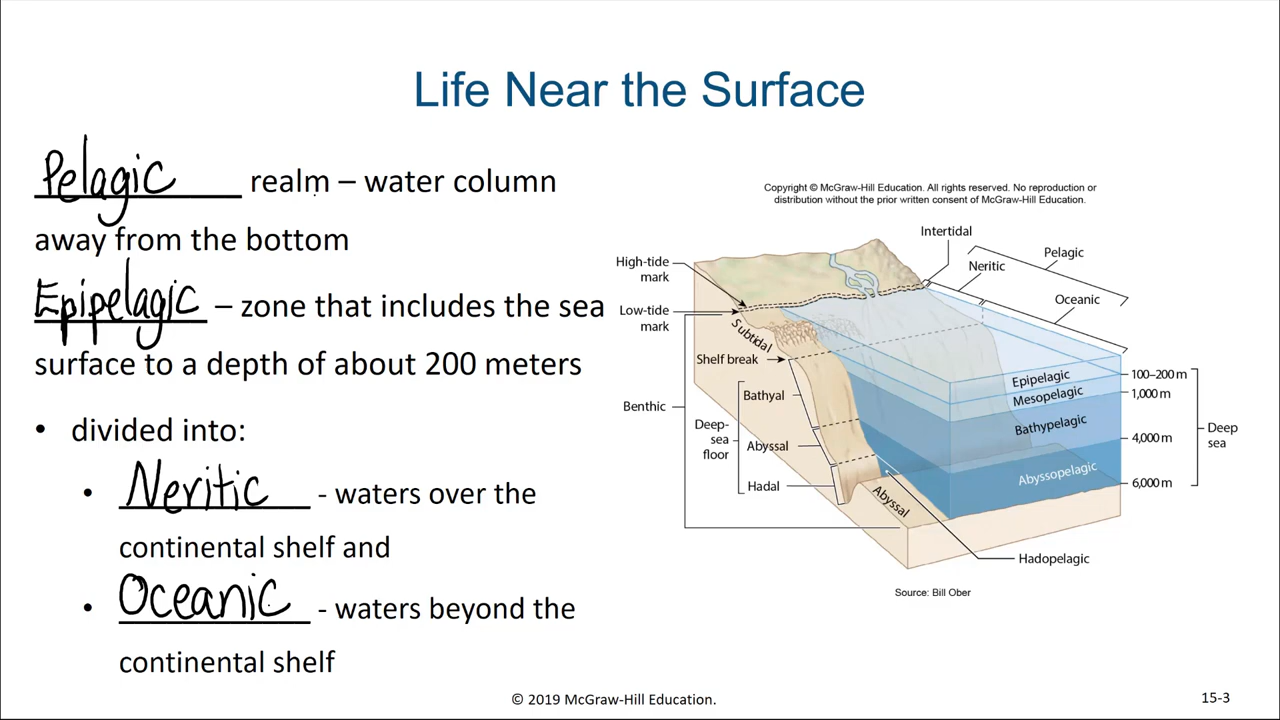 Life Near the Surface
Pelagic realm – water column
away from the bottom
Epipelagic – zone that includes the sea
surface to a depth of about 200 meters
• divided into:
• Neritic - waters over the
continental shelf and
• Oceanic - waters beyond the
continental shelf
Copyright © McGraw-Hill Education. All rights reserved. No reproduction or
distribution without the prior written consent of McGraw-Hill Education.
Intertidal
Pelagic
Neritic
Oceanic
High-tide
mark
Low-tide
mark
Subtidal
Shelf break
Benthic
Deep-
sea
floor
Bathyal
Abyssal
Hadal
Epipelagic
Mesopelagic
Bathypelagic
Abyssopelagic
Abyssal
Hadopelagic
100–200 m
1,000 m
4,000 m
6,000 m
Deep
sea
Source: Bill Ober
© 2019 McGraw-Hill Education.
15-3